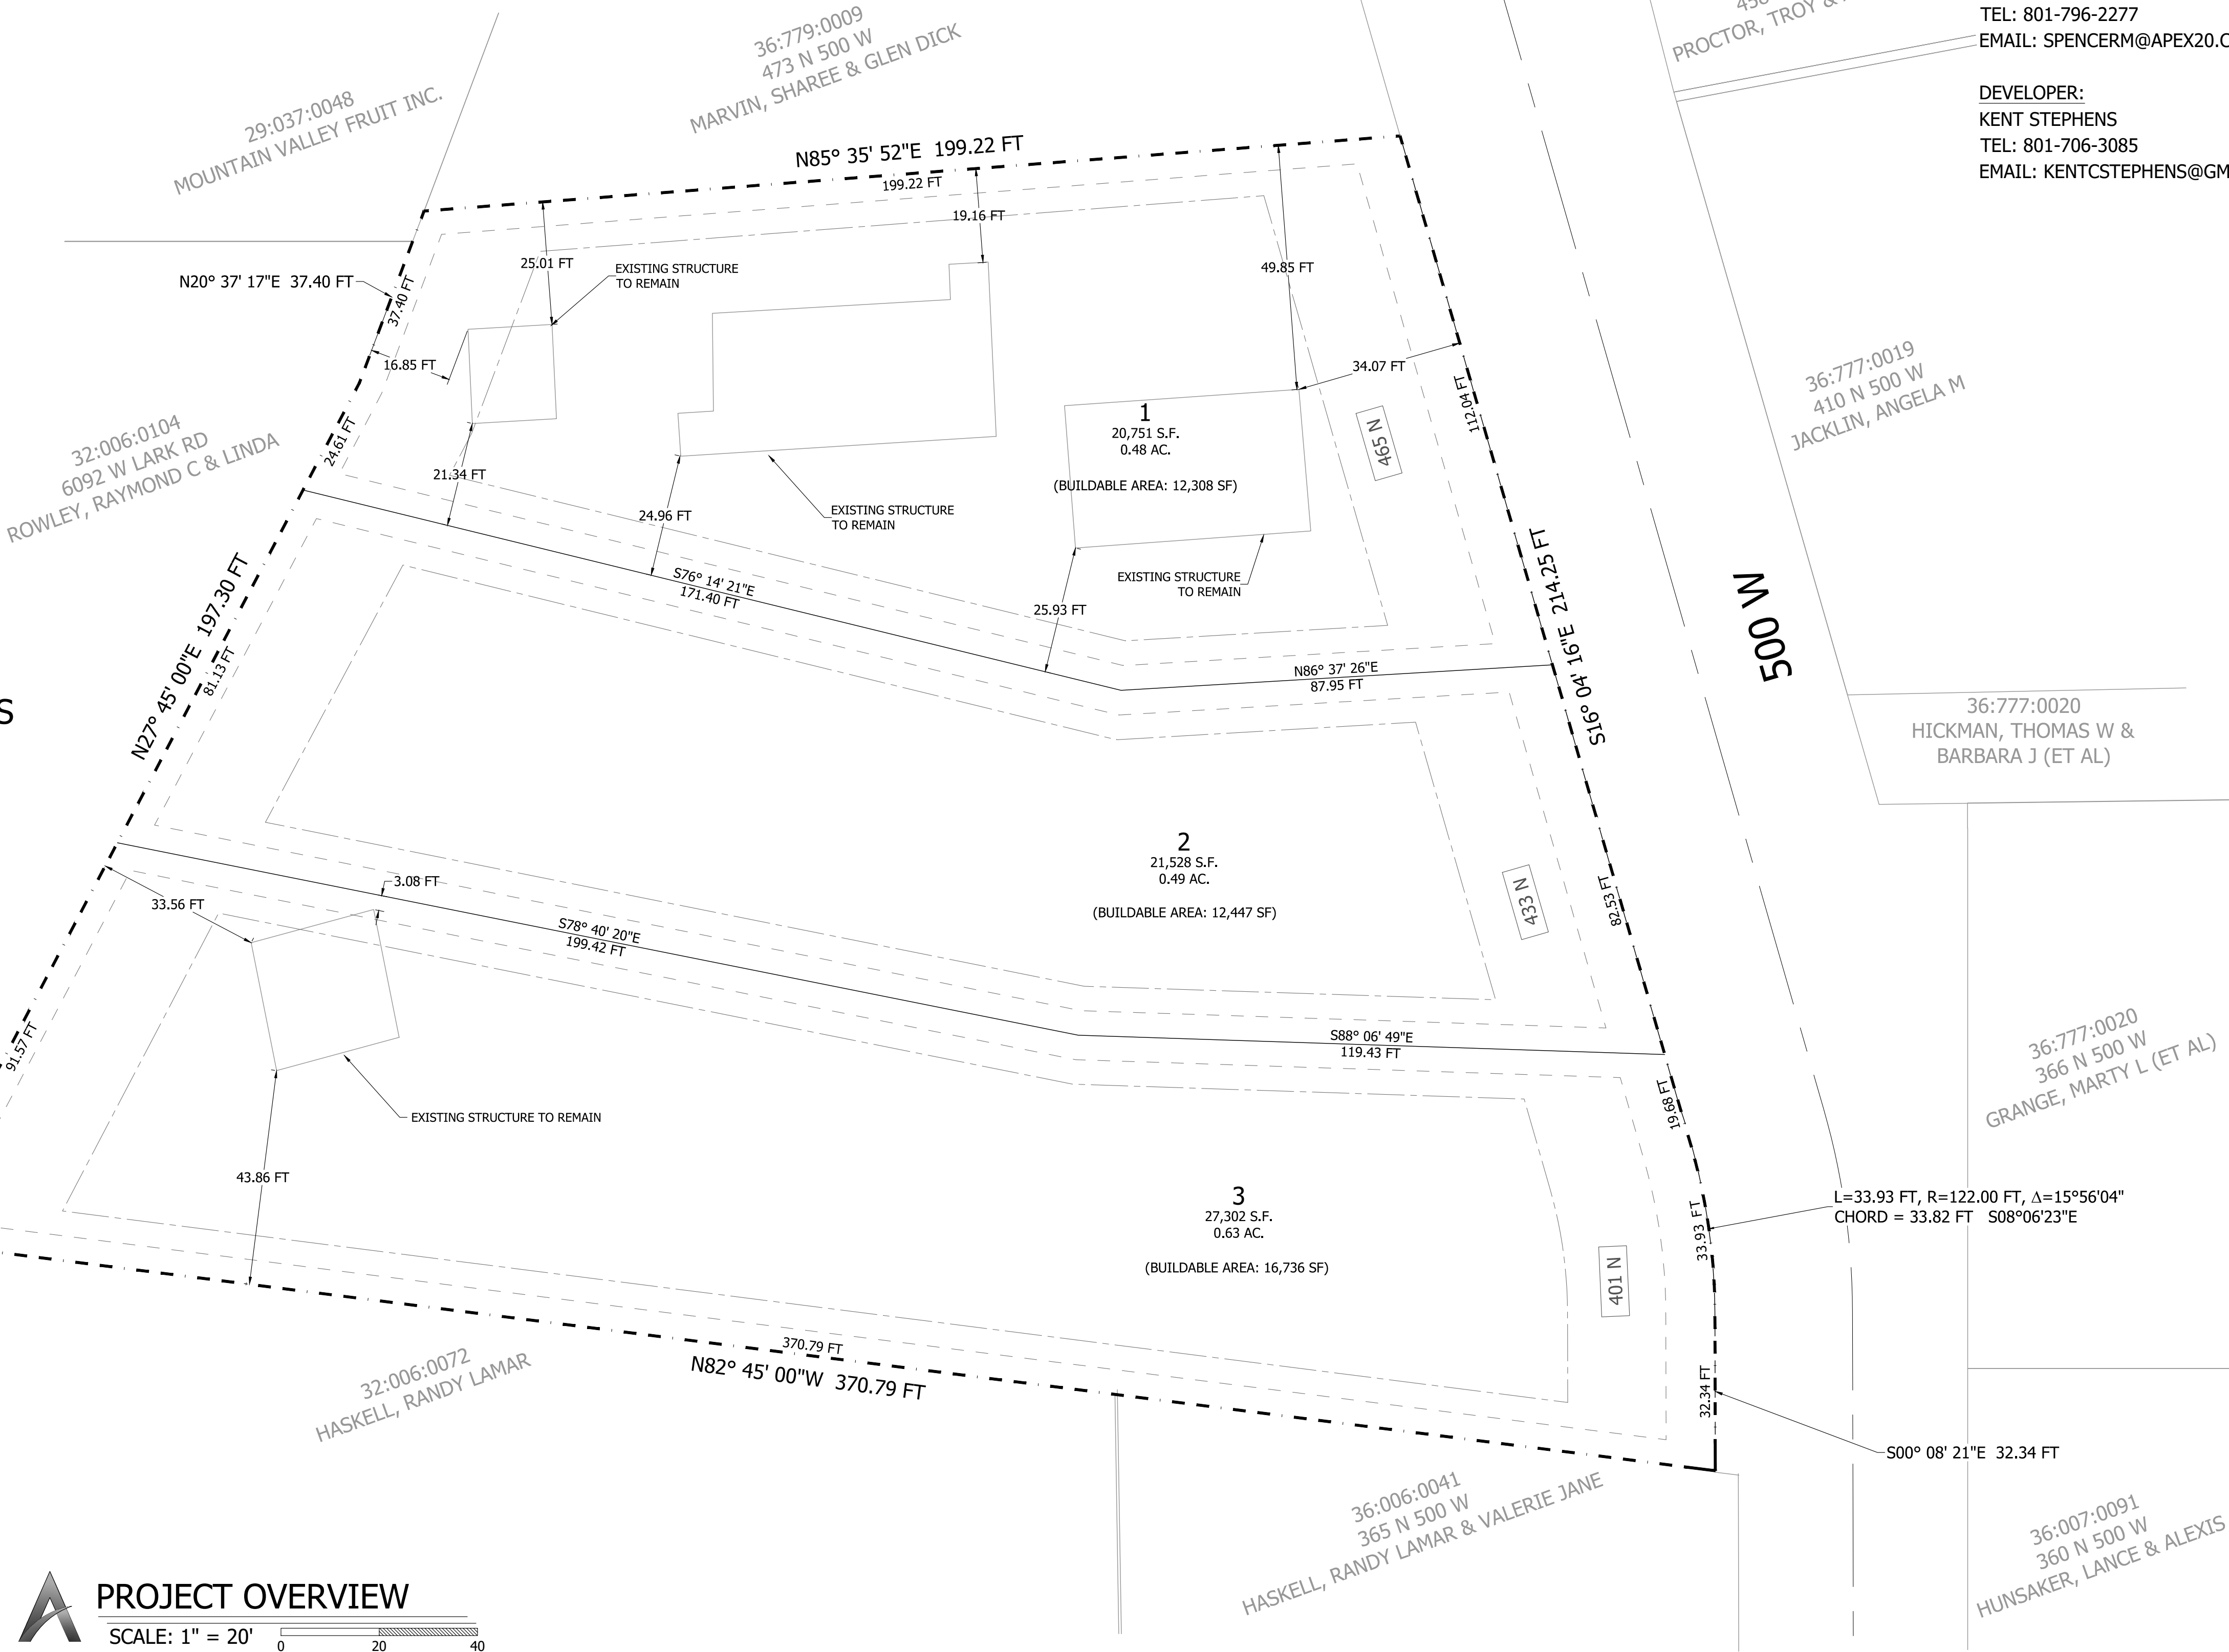 PROCTOR, TROY &
TEL: 801-796-2277
EMAIL: SPENCERM@APEX20.C
DEVELOPER:
KENT STEPHENS
TEL: 801-706-3085
EMAIL: KENTCSTEPHENS@GM
36:779:0009
473 N 500 W
MARVIN, SHAREE & GLEN DICK
29:037:0048
MOUNTAIN VALLEY FRUIT INC.
N85° 35' 52"E 199.22 FT
199.22 FT
19.16 FT
25.01 FT
EXISTING STRUCTURE
TO REMAIN
49.85 FT
N20° 37' 17"E 37.40 FT
37.40 FT
16.85 FT
34.07 FT
36:777:0019
410 N 500 W
JACKLIN, ANGELA M
32:006:0104
6092 W LARK RD
ROWLEY, RAYMOND C & LINDA
24.61 FT
21.34 FT
24.96 FT
EXISTING STRUCTURE
TO REMAIN
1
20,751 S.F.
0.48 AC.
(BUILDABLE AREA: 12,308 SF)
465 N
112.04 FT
EXISTING STRUCTURE
TO REMAIN
25.93 FT
S76° 14' 21"E
171.40 FT
N86° 37' 26"E
87.95 FT
S16° 04' 16"E 214.25 FT
500 W
N27° 45' 00"E 197.30 FT
81.13 FT
S
36:777:0020
HICKMAN, THOMAS W &
BARBARA J (ET AL)
2
21,528 S.F.
0.49 AC.
(BUILDABLE AREA: 12,447 SF)
433 N
82.53 FT
3.08 FT
33.56 FT
S78° 40' 20"E
199.42 FT
S88° 06' 49"E
119.43 FT
91.57 FT
EXISTING STRUCTURE TO REMAIN
43.86 FT
19.68 FT
36:777:0020
366 N 500 W
GRANGE, MARTY L (ET AL)
3
27,302 S.F.
0.63 AC.
(BUILDABLE AREA: 16,736 SF)
401 N
33.93 FT
L=33.93 FT, R=122.00 FT, Δ=15°56'04"
CHORD = 33.82 FT S08°06'23"E
370.79 FT
N82° 45' 00"W 370.79 FT
32.34 FT
S00° 08' 21"E 32.34 FT
32:006:0072
HASKELL, RANDY LAMAR
36:006:0041
365 N 500 W
HASKELL, RANDY LAMAR & VALERIE JANE
36:007:0091
360 N 500 W
HUNSAKER, LANCE & ALEXIS
PROJECT OVERVIEW
SCALE: 1" = 20'
0 20 40